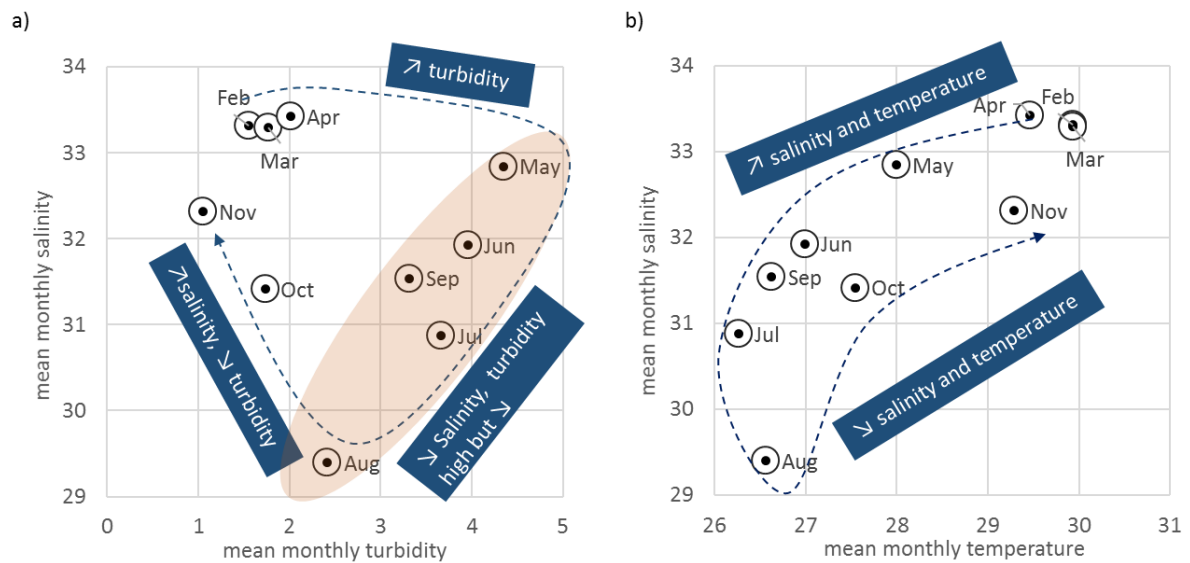 a)
mean monthly salinity
34
33
32
31
30
29
0
1
2
3
4
5
mean monthly turbidity
Feb
Mar
Apr
May
Nov
Jun
Sep
Oct
Jul
Aug
↗ turbidity
↘ Salinity, turbidity
high but ↘
↗salinity, ↘ turbidity
b)
mean monthly salinity
34
33
32
31
30
29
26
27
28
29
30
31
mean monthly temperature
Apr
Feb
Mar
May
Nov
Jun
Sep
Oct
Jul
Aug
↗ salinity and temperature
↘ salinity and temperature